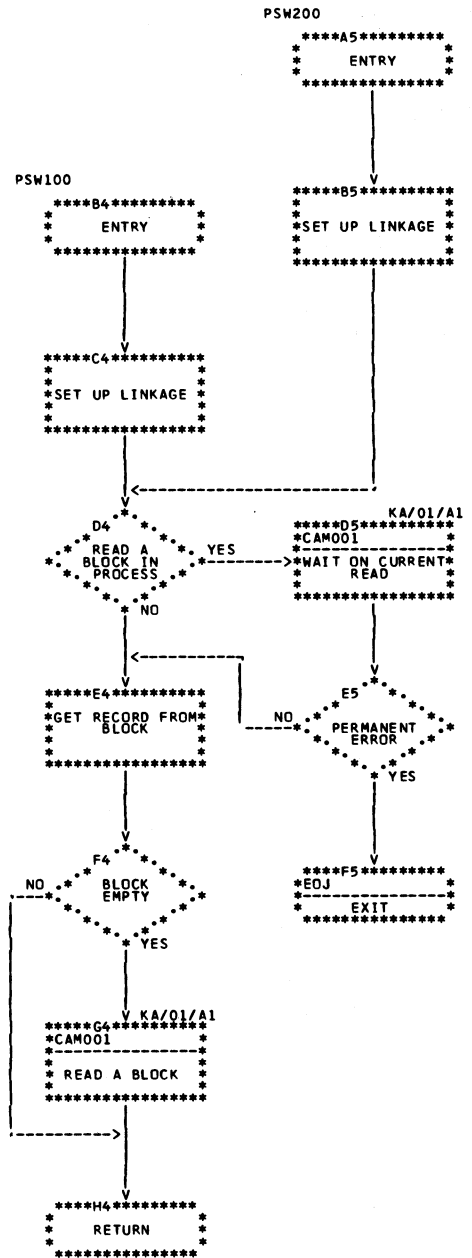 PSW200
A5
ENTRY
B5
SET UP LINKAGE
PSW100
B4
ENTRY
C4
SET UP LINKAGE
D4
READ A
BLOCK IN
PROCESS
YES
NO
KA/01/A1
D5
CAM001
WAIT ON CURRENT
READ
E5
PERMANENT
ERROR
NO
YES
E4
GET RECORD FROM
BLOCK
F4
BLOCK
EMPTY
NO
YES
F5
EOJ
EXIT
KA/01/A1
G4
CAM001
READ A BLOCK
H4
RETURN